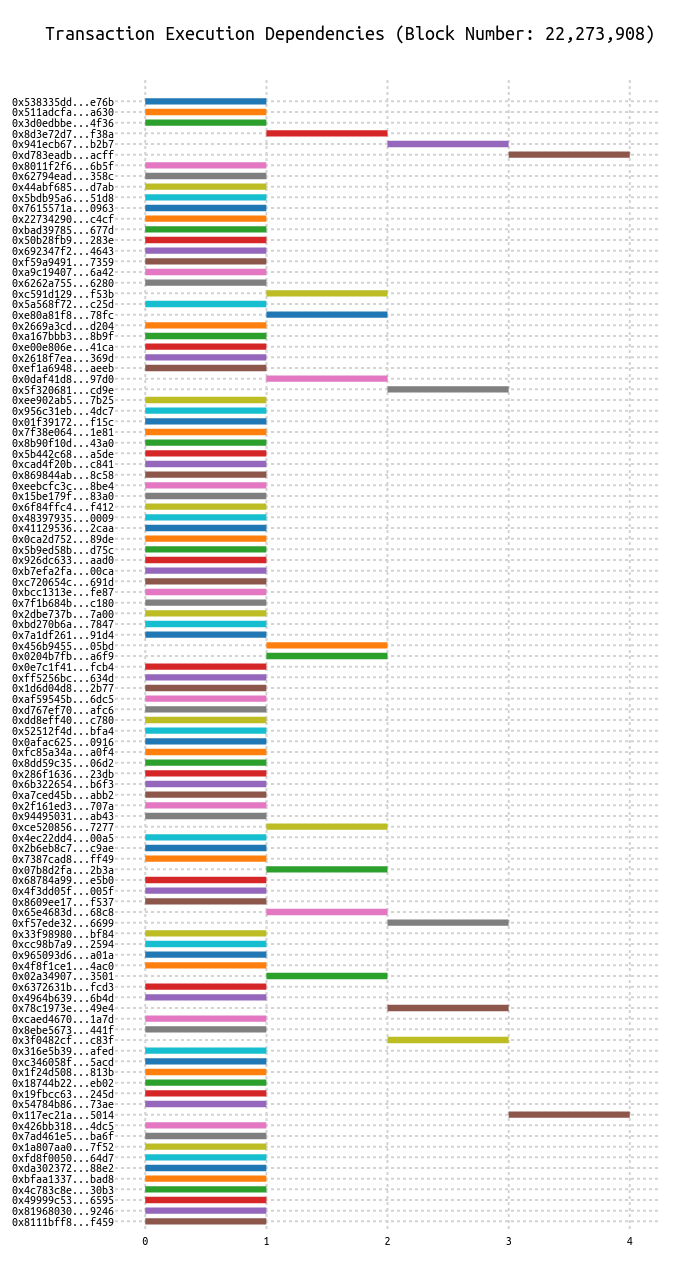 Transaction Execution Dependencies (Block Number: 22,273,908)
0x538335dd...e76b
0x511adcfa...a630
0x3d0edbbe...4f36
0x8d3e72d7...f38a
0x941ecb67...b2b7
0xd783eadb...acff
0x8011f2f6...6b5f
0x62794ead...358c
0x44abf685...d7ab
0x5bdb95a6...51d8
0x7615571a...0963
0x22734290...c4cf
0xbad39785...677d
0x50b28fb9...283e
0x692347f2...4643
0xf59a9491...7359
0xa9c19407...6a42
0x6262a755...6280
0xc591d129...f53b
0x5a568f72...c25d
0xe80a81f8...78fc
0x2669a3cd...d204
0xa167bbb3...8b9f
0xe00e806e...41ca
0x2618f7ea...369d
0xef1a6948...aeeb
0x0daf41d8...97d0
0x5f320681...cd9e
0xee902ab5...7b25
0x956c31eb...4dc7
0x01f39172...f15c
0x7f38e064...1e81
0x8b90f10d...43a0
0x5b442c68...a5de
0xcad4f20b...c841
0x869844ab...8c58
0xeebcfc3c...8be4
0x15be179f...83a0
0x6f84ffc4...f412
0x48397935...0009
0x41129536...2caa
0x0ca2d752...89de
0x5b9ed58b...d75c
0x926dc633...aad0
0xb7efa2fa...00ca
0xc720654c...691d
0xbcc1313e...fe87
0x7f1b684b...c180
0x2dbe737b...7a00
0xbd270b6a...7847
0x7a1df261...91d4
0x456b9455...05bd
0x0204b7fb...a6f9
0x0e7c1f41...fcb4
0xff5256bc...634d
0x1d6d04d8...2b77
0xaf59545b...6dc5
0xd767ef70...afc6
0xdd8eff40...c780
0x52512f4d...bfa4
0x0afac625...0916
0xfc85a34a...a0f4
0x8dd59c35...06d2
0x286f1636...23db
0x6b322654...b6f3
0xa7ced45b...abb2
0x2f161ed3...707a
0x94495031...ab43
0xce520856...7277
0x4ec22dd4...00a5
0x2b6eb8c7...c9ae
0x7387cad8...ff49
0x07b8d2fa...2b3a
0x68784a99...e5b0
0x4f3dd05f...005f
0x8609ee17...f537
0x65e4683d...68c8
0xf57ede32...6699
0x33f98980...bf84
0xcc98b7a9...2594
0x965093d6...a01a
0x4f8f1ce1...4ac0
0x02a34907...3501
0x6372631b...fcd3
0x4964b639...6b4d
0x78c1973e...49e4
0xcaed4670...1a7d
0x8ebe5673...441f
0x3f0482cf...c83f
0x316e5b39...afed
0xc346058f...5acd
0x1f24d508...813b
0x18744b22...eb02
0x19fbcc63...245d
0x54784b86...73ae
0x117ec21a...5014
0x426bb318...4dc5
0x7ad461e5...ba6f
0x1a807aa0...7f52
0xfd8f0050...64d7
0xda302372...88e2
0xbfaa1337...bad8
0x4c783c8e...30b3
0x49999c53...6595
0x81968030...9246
0x8111bff8...f459
0 1 2 3 4